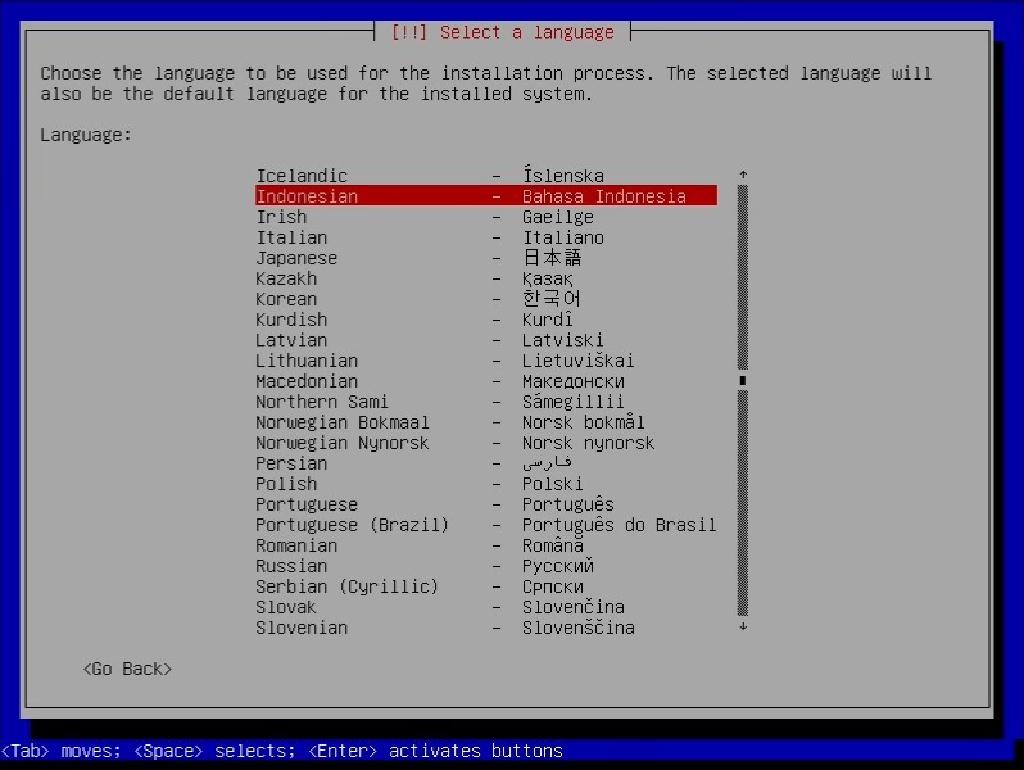 [!!] Select a language
Choose the language to be used for the installation process. The selected language will
also be the default language for the installed system.
Language:
Icelandic - Íslenska
Indonesian - Bahasa Indonesia
Irish - Gaeilge
Italian - Italiano
Japanese - 日本語
Kazakh - Қазақ
Korean - 한국어
Kurdish - Kurdî
Latvian - Latviski
Lithuanian - Lietuviškai
Macedonian - Македонски
Northern Sami - Sámegillii
Norwegian Bokmaal - Norsk bokmål
Norwegian Nynorsk - Norsk nynorsk
Persian - فارسی
Polish - Polski
Portuguese - Português
Portuguese (Brazil) - Português do Brasil
Romanian - Română
Russian - Русский
Serbian (Cyrillic) - Српски
Slovak - Slovenčina
Slovenian - Slovenščina
<Go Back>
<Tab> moves; <Space> selects; <Enter> activates buttons